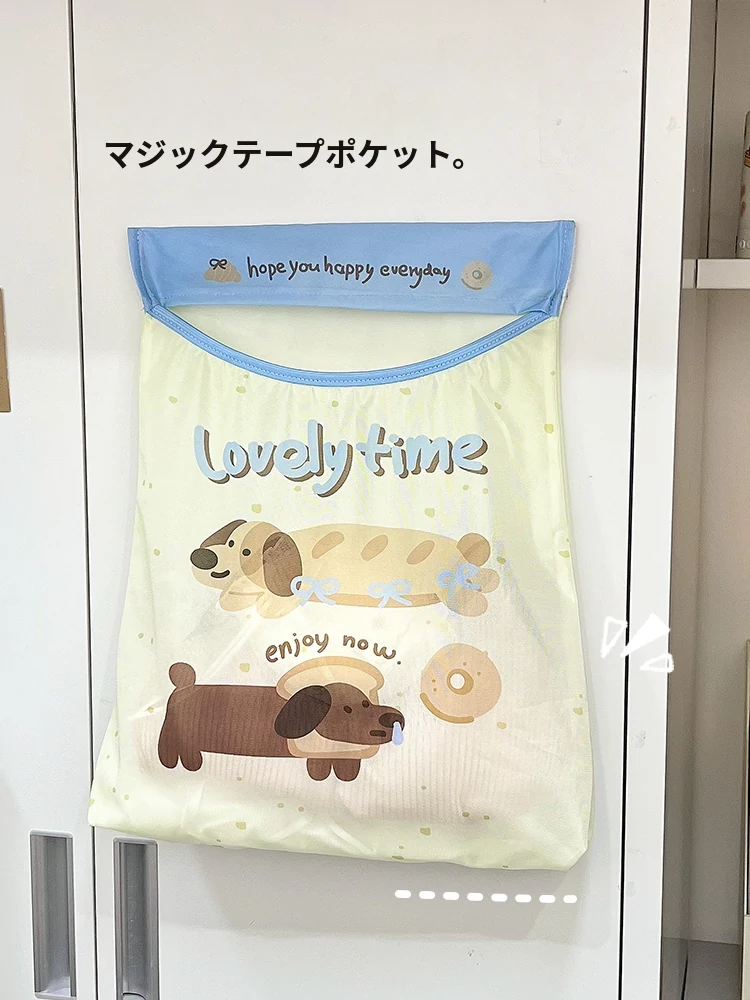 マジックテープポケット。
hope you happy everyday
Lovely time
enjoy now.